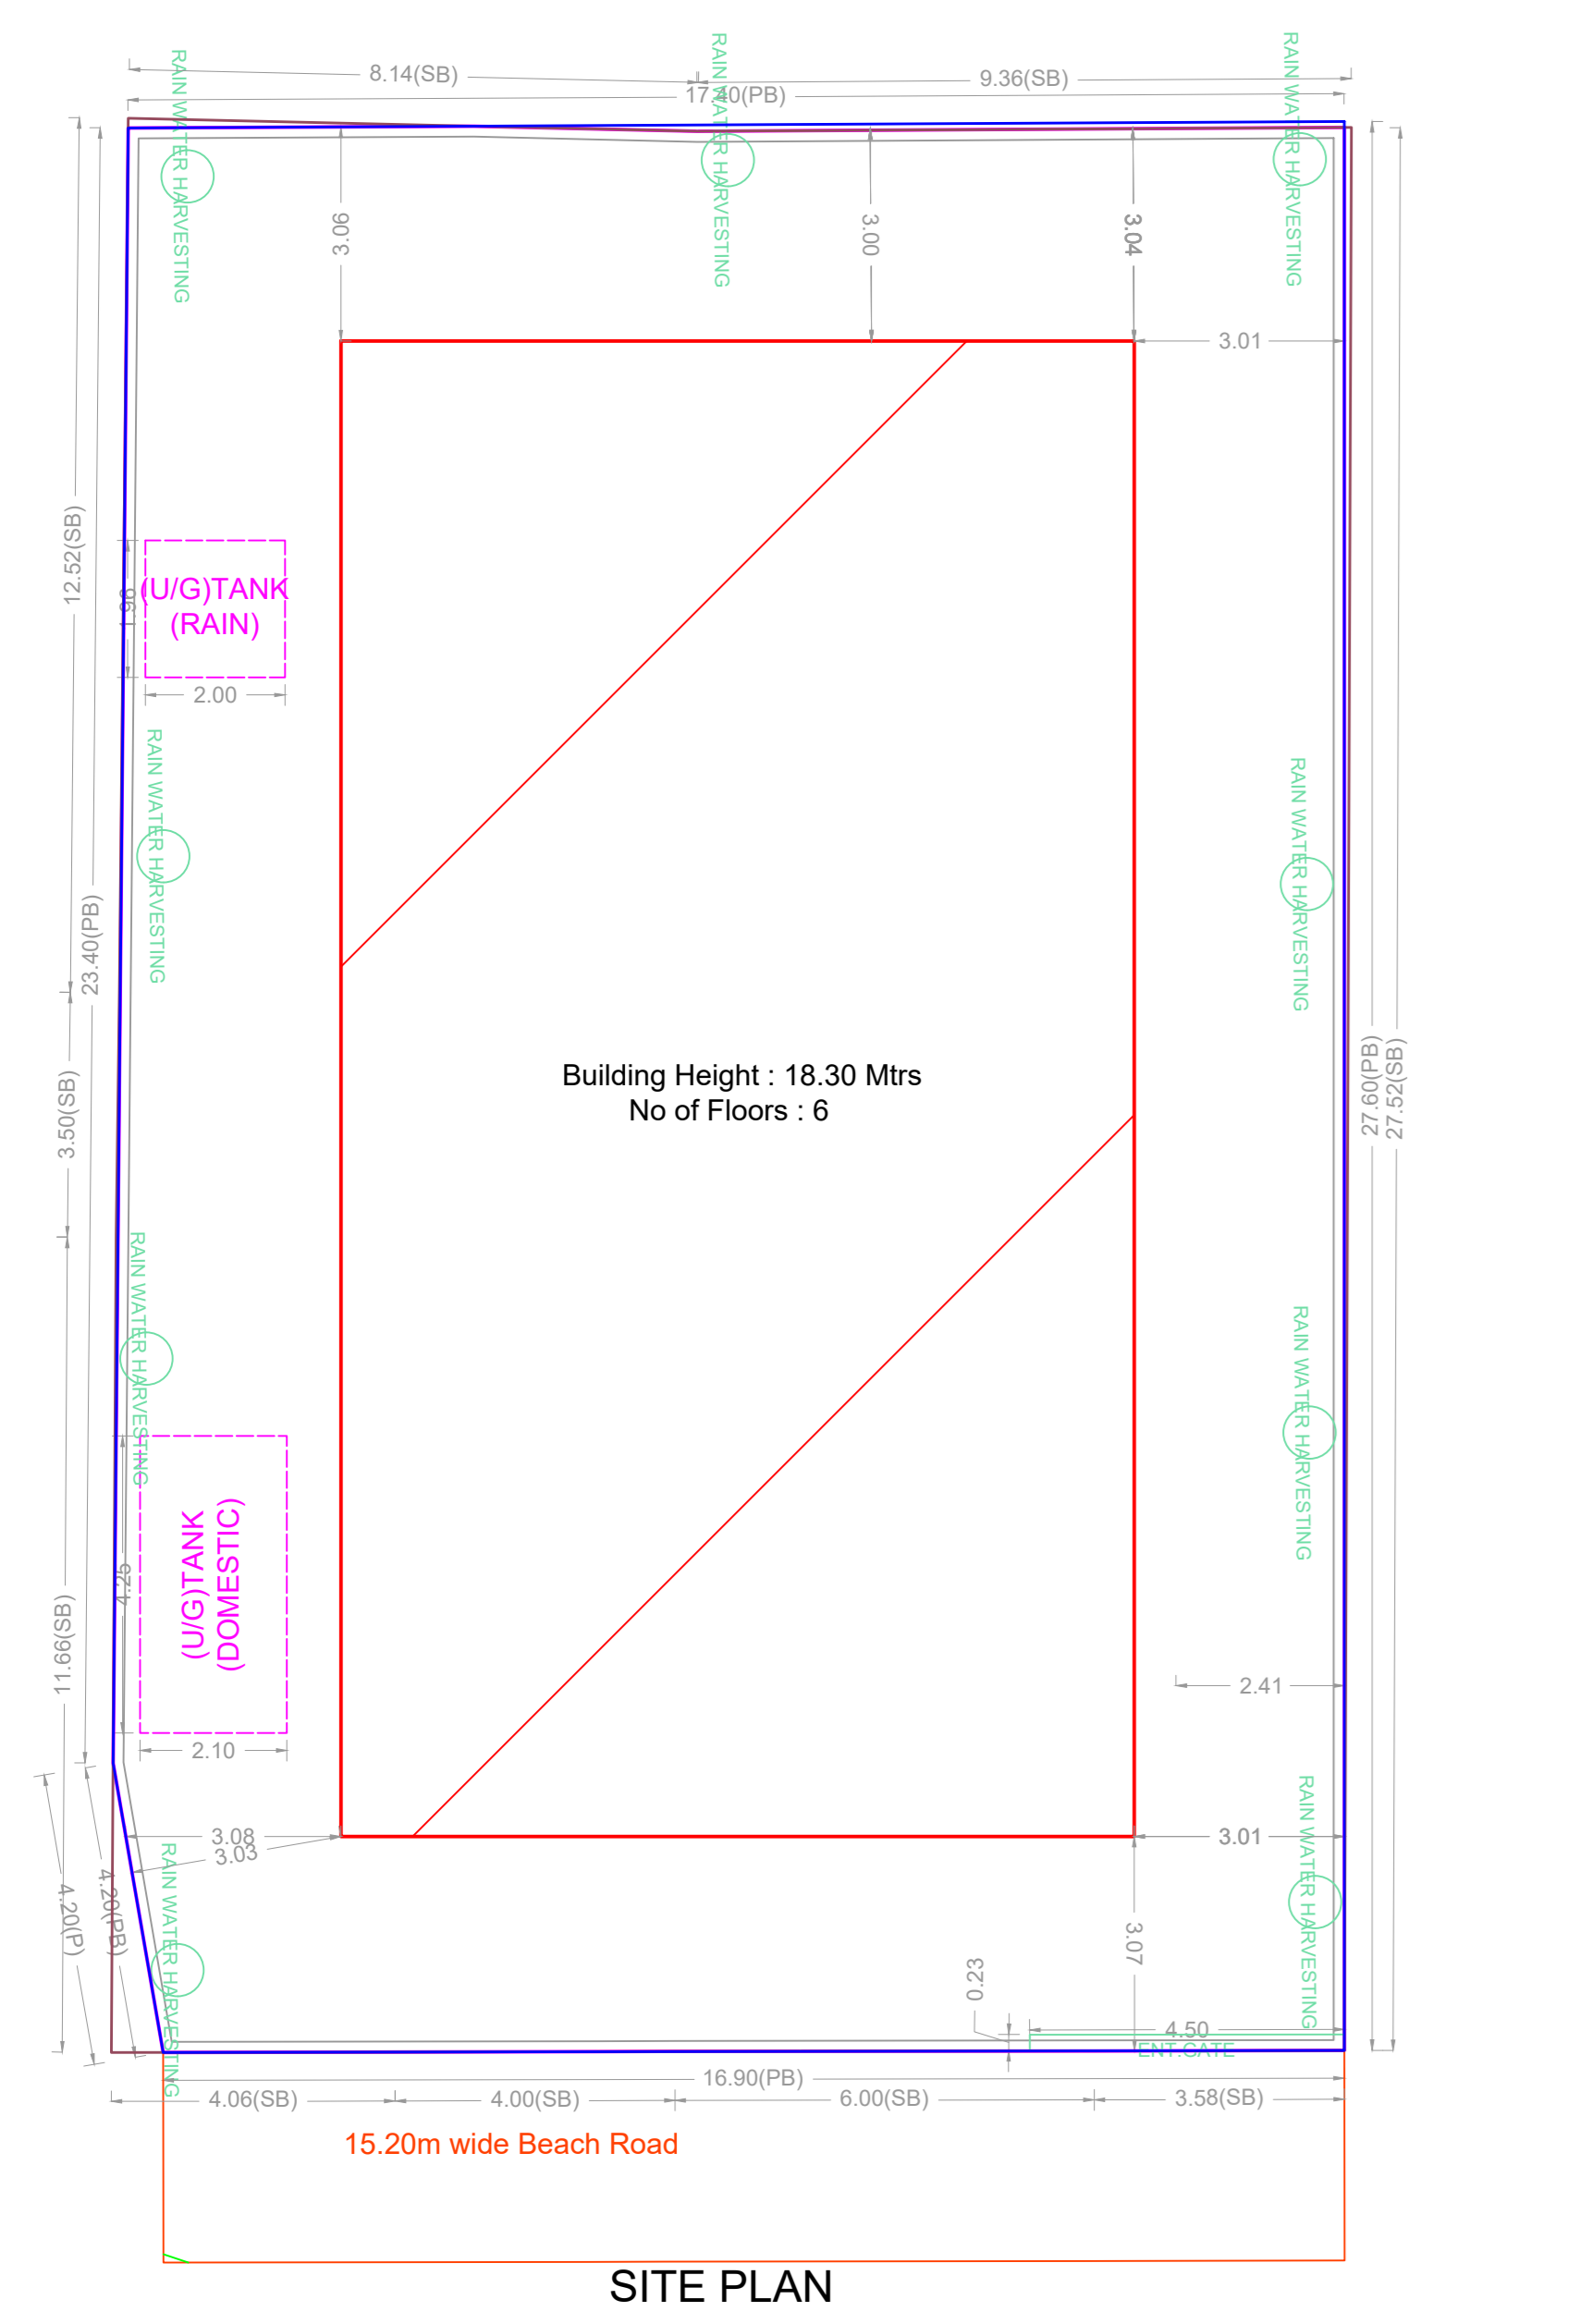 8.14(SB)
9.36(SB)
17.40(PB)
RAIN WATER HARVESTING
RAIN WATER HARVESTING
RAIN WATER HARVESTING
3.06
3.00
3.04
3.01
12.52(SB)
(U/G)TANK
(RAIN)
1.96
2.00
23.40(PB)
RAIN WATER HARVESTING
RAIN WATER HARVESTING
Building Height : 18.30 Mtrs
No of Floors : 6
3.50(SB)
27.60(PB)
27.52(SB)
RAIN WATER HARVESTING
RAIN WATER HARVESTING
11.66(SB)
(U/G)TANK
(DOMESTIC)
4.25
2.10
2.41
3.08
3.03
3.01
4.20(P)
4.20(PB)
RAIN WATER HARVESTING
RAIN WATER HARVESTING
3.07
0.23
4.50
ENT.GATE
16.90(PB)
4.06(SB)
4.00(SB)
6.00(SB)
3.58(SB)
15.20m wide Beach Road
SITE PLAN